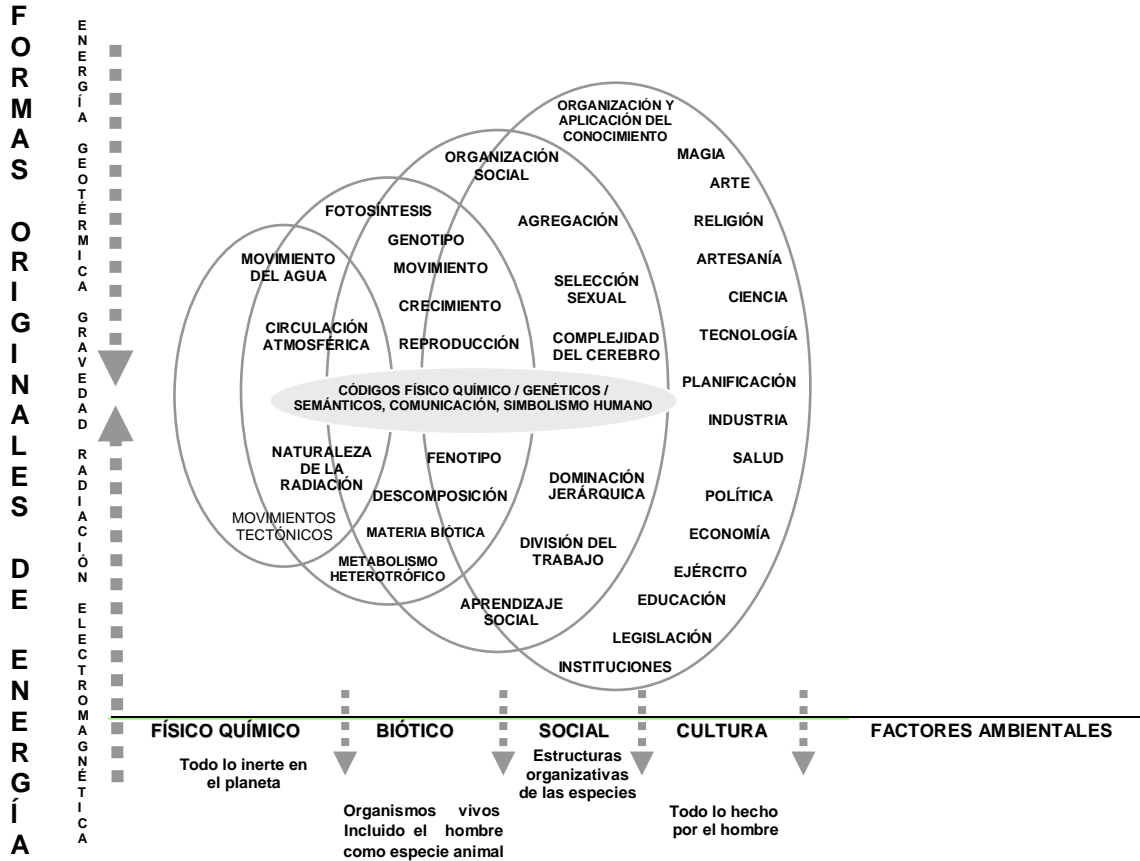 FORMAS ORIGINALES DE ENERGÍA
ENERGÍA GEOTÉRMICA GRAVEDAD RADIACIÓN ELECTROMAGNÉTICA
MOVIMIENTO
DEL AGUA
CIRCULACIÓN
ATMOSFÉRICA
NATURALEZA
DE LA
RADIACIÓN
MOVIMIENTOS
TECTÓNICOS
FOTOSÍNTESIS
GENOTIPO
MOVIMIENTO
CRECIMIENTO
REPRODUCCIÓN
CÓDIGOS FÍSICO QUÍMICO / GENÉTICOS /
SEMÁNTICOS, COMUNICACIÓN, SIMBOLISMO HUMANO
FENOTIPO
DESCOMPOSICIÓN
MATERIA BIÓTICA
METABOLISMO
HETEROTRÓFICO
ORGANIZACIÓN
SOCIAL
AGREGACIÓN
SELECCIÓN
SEXUAL
COMPLEJIDAD
DEL CEREBRO
DOMINACIÓN
JERÁRQUICA
DIVISIÓN DEL
TRABAJO
APRENDIZAJE
SOCIAL
ORGANIZACIÓN Y
APLICACIÓN DEL
CONOCIMIENTO
MAGIA
ARTE
RELIGIÓN
ARTESANÍA
CIENCIA
TECNOLOGÍA
PLANIFICACIÓN
INDUSTRIA
SALUD
POLÍTICA
ECONOMÍA
EJÉRCITO
EDUCACIÓN
LEGISLACIÓN
INSTITUCIONES
FÍSICO QUÍMICO
Todo lo inerte en
el planeta
BIÓTICO
Organismos vivos
Incluido el hombre
como especie animal
SOCIAL
Estructuras
organizativas
de las especies
CULTURA
Todo lo hecho
por el hombre
FACTORES AMBIENTALES